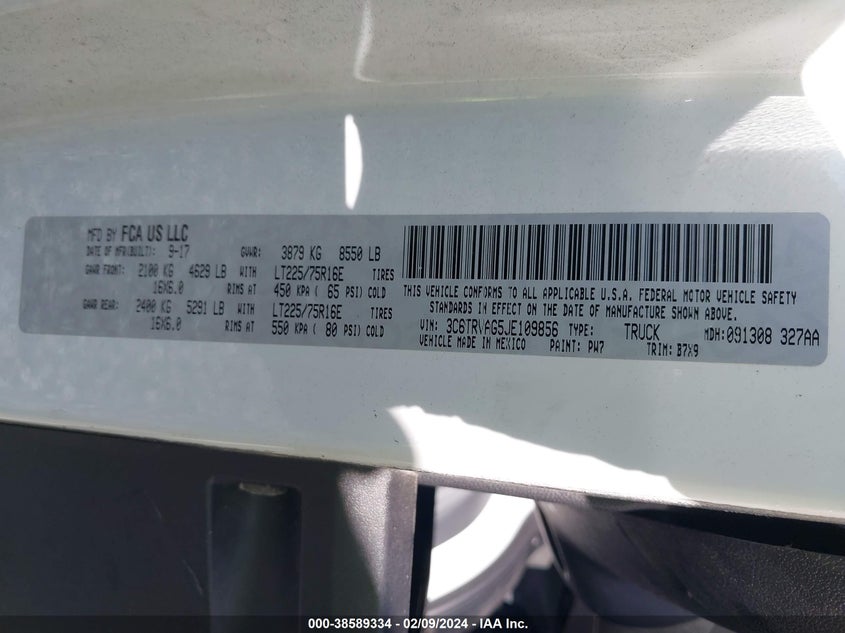 MFD BY FCA US LLC
DATE OF MFR(BUILT): 9-17 GVWR: 3879 KG 8550 LB
GAWR FRONT: 2100 KG 4629 LB WITH LT225/75R16E TIRES
16X6.0 RIMS AT 450 KPA ( 65 PSI) COLD
GAWR REAR: 2400 KG 5291 LB WITH LT225/75R16E TIRES
16X6.0 RIMS AT 550 KPA ( 80 PSI) COLD
THIS VEHICLE CONFORMS TO ALL APPLICABLE U.S.A. FEDERAL MOTOR VEHICLE SAFETY
STANDARDS IN EFFECT ON THE DATE OF MANUFACTURE SHOWN ABOVE.
VIN: 3C6TRVAG5JE109856 TYPE: TRUCK MDH:091308 327AA
VEHICLE MADE IN MEXICO PAINT: PW7 TRIM: B7X9
000-38589334 - 02/09/2024 - IAA Inc.